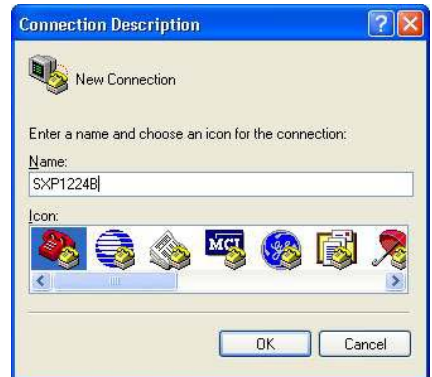 Connection Description
New Connection
Enter a name and choose an icon for the connection:
Name:
SXP1224B
Icon:
MCI
OK
Cancel